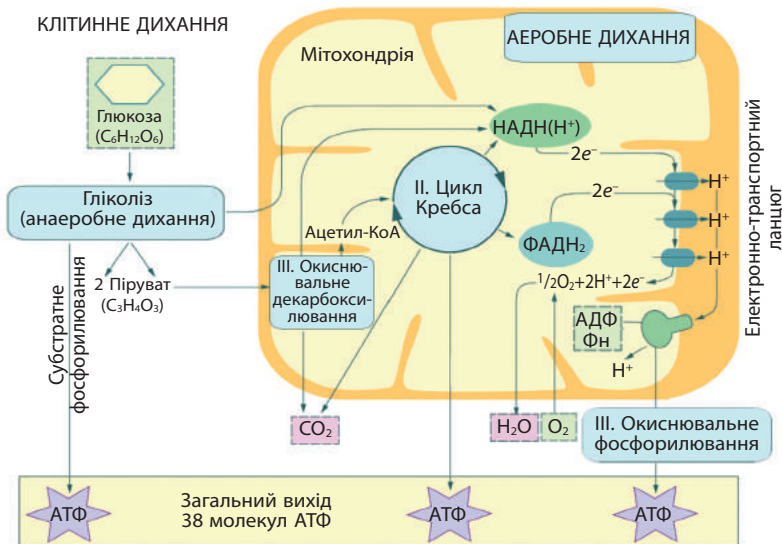 КЛІТИННЕ ДИХАННЯ
АЕРОБНЕ ДИХАННЯ
Мітохондрія
Глюкоза
(C₆H₁₂O₆)
НАДН(H⁺)
2e⁻
Гліколіз
(анаеробне дихання)
II. Цикл
Кребса
2e⁻
H⁺
H⁺
H⁺
Електронно-транспортний
ланцюг
Ацетил-КоА
ФАДН₂
2 Піруват
(C₃H₄O₃)
III. Окисню-
вальне
декарбокси-
лювання
¹/₂O₂+2H⁺+2e⁻
АДФ
Фн
H⁺
Субстратне
фосфорилювання
CO₂
H₂O
O₂
III. Окиснювальне
фосфорилювання
АТФ
Загальний вихід
38 молекул АТФ
АТФ
АТФ